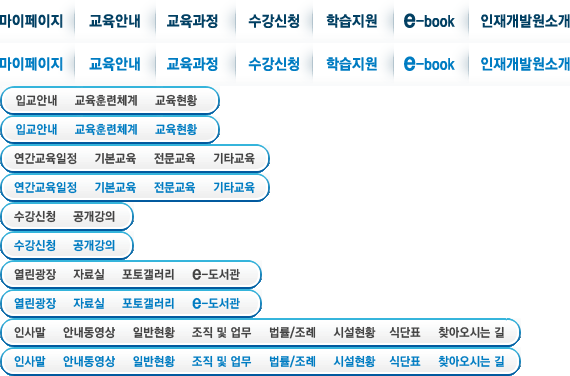 마이페이지 교육안내 교육과정 수강신청 학습지원 e-book 인재개발원소개
마이페이지 교육안내 교육과정 수강신청 학습지원 e-book 인재개발원소개
입교안내 교육훈련체계 교육현황
입교안내 교육훈련체계 교육현황
연간교육일정 기본교육 전문교육 기타교육
연간교육일정 기본교육 전문교육 기타교육
수강신청 공개강의
수강신청 공개강의
열린광장 자료실 포토갤러리 e-도서관
열린광장 자료실 포토갤러리 e-도서관
인사말 안내동영상 일반현황 조직 및 업무 법률/조례 시설현황 식단표 찾아오시는 길
인사말 안내동영상 일반현황 조직 및 업무 법률/조례 시설현황 식단표 찾아오시는 길